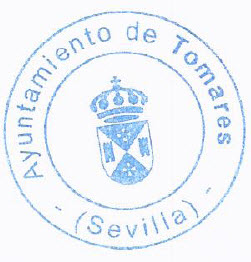 Ayuntamiento de Tomares
- (Sevilla) -